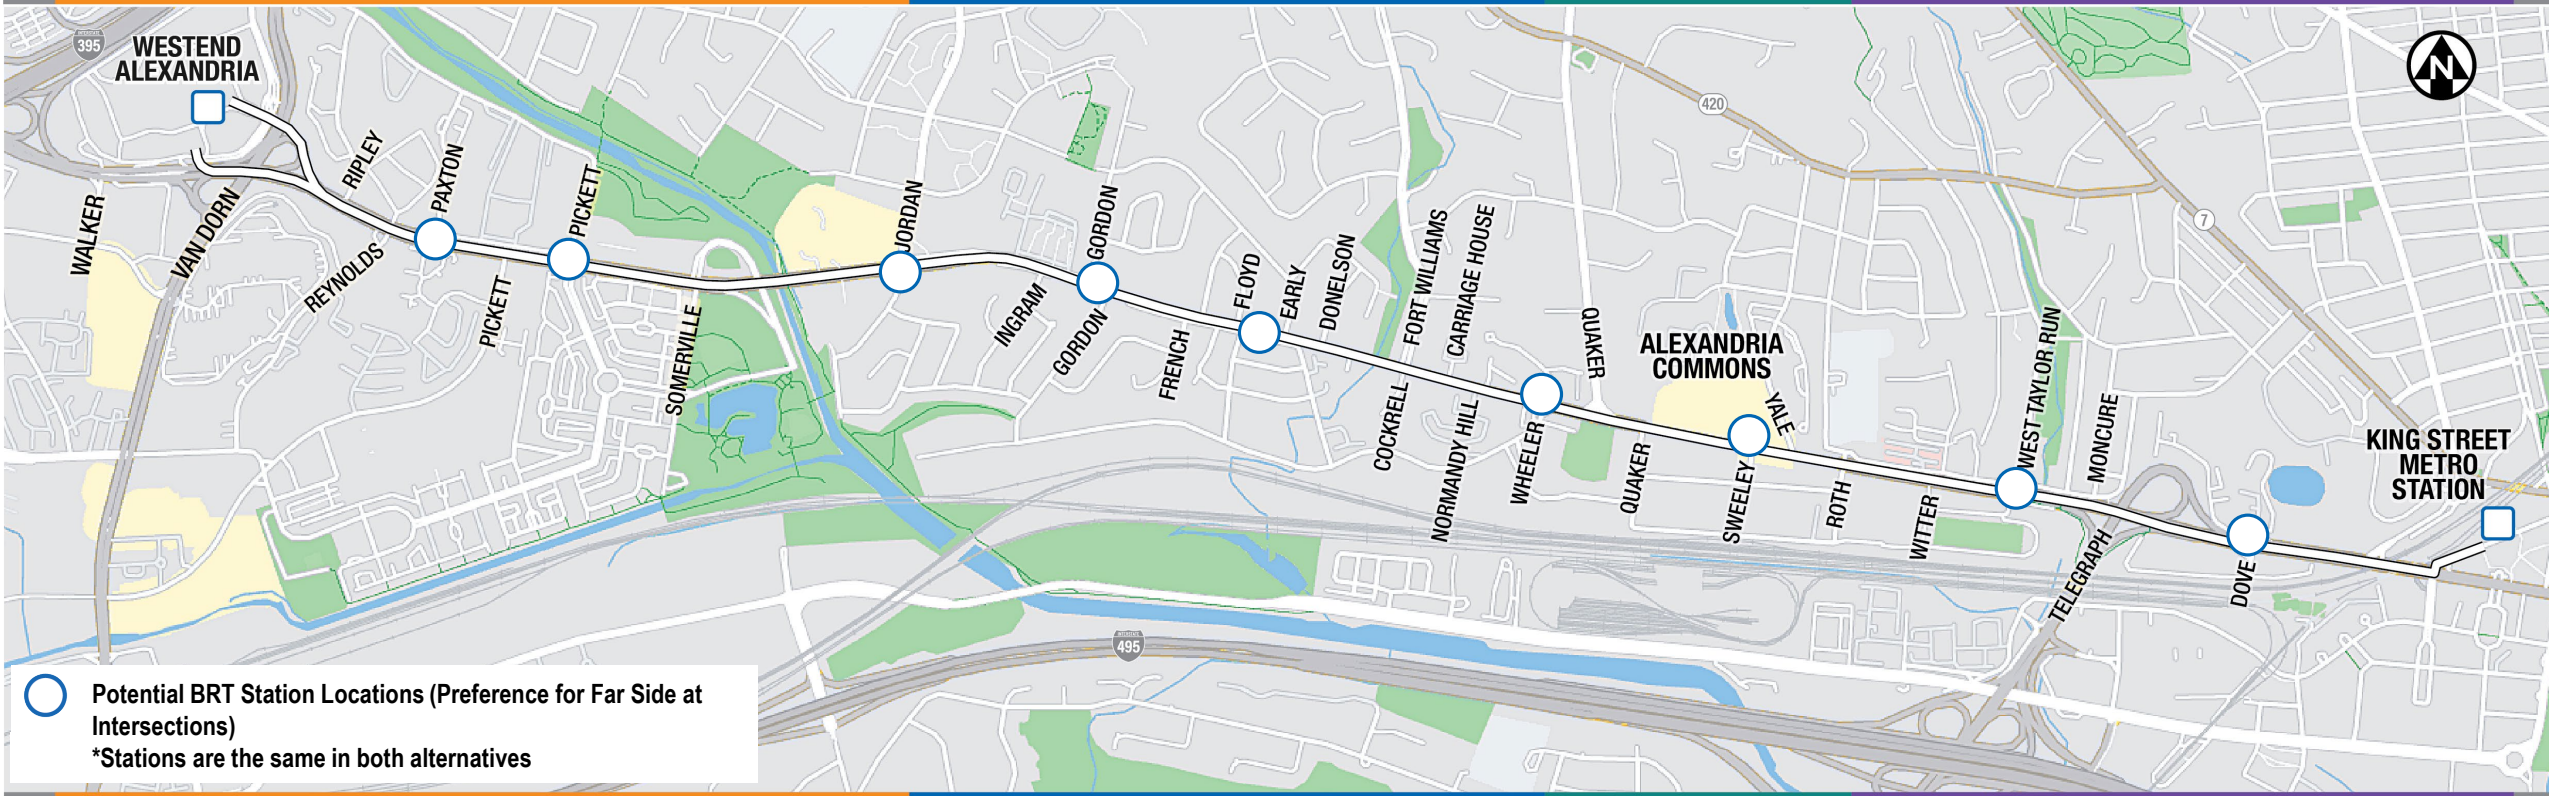 INTERSTATE
395
WESTEND
ALEXANDRIA
WALKER
VAN DORN
RIPLEY
REYNOLDS
PAXTON
PICKETT
PICKETT
SOMERVILLE
JORDAN
INGRAM
GORDON
GORDON
FRENCH
FLOYD
EARLY
DONELSON
COCKRELL
FORT WILLIAMS
CARRIAGE HOUSE
NORMANDY HILL
WHEELER
QUAKER
QUAKER
ALEXANDRIA
COMMONS
SWEELEY
YALE
ROTH
WITTER
WEST TAYLOR RUN
MONCURE
TELEGRAPH
DOVE
KING STREET
METRO
STATION
420
7
N
INTERSTATE
495
Potential BRT Station Locations (Preference for Far Side at
Intersections)
*Stations are the same in both alternatives